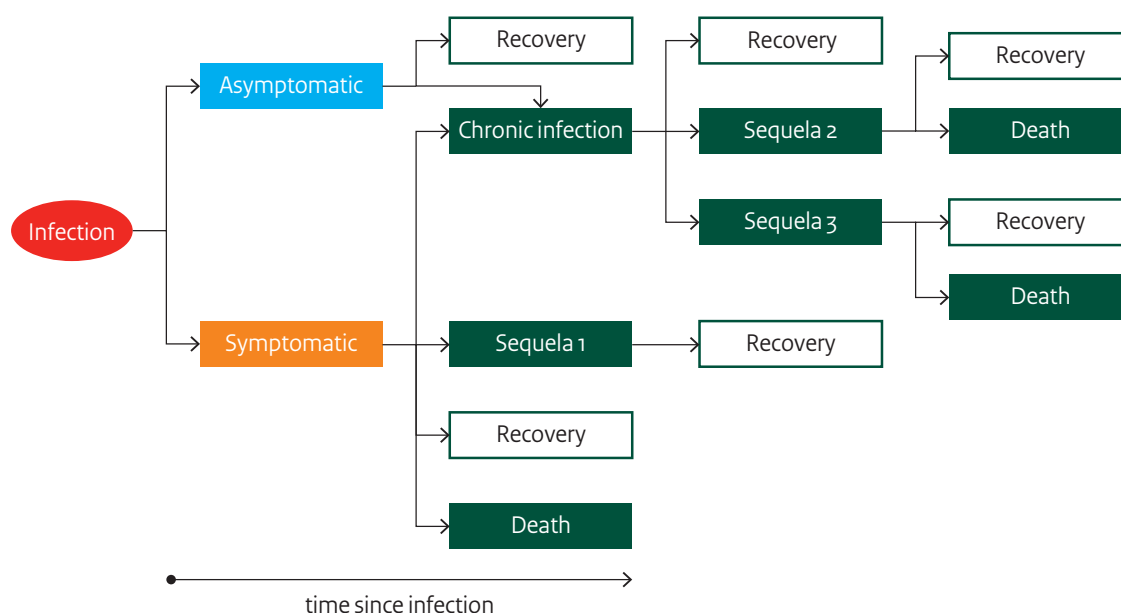 Recovery
Recovery
Recovery
Asymptomatic
Chronic infection
Sequela 2
Death
Infection
Sequela 3
Recovery
Death
Symptomatic
Sequela 1
Recovery
Recovery
Death
time since infection